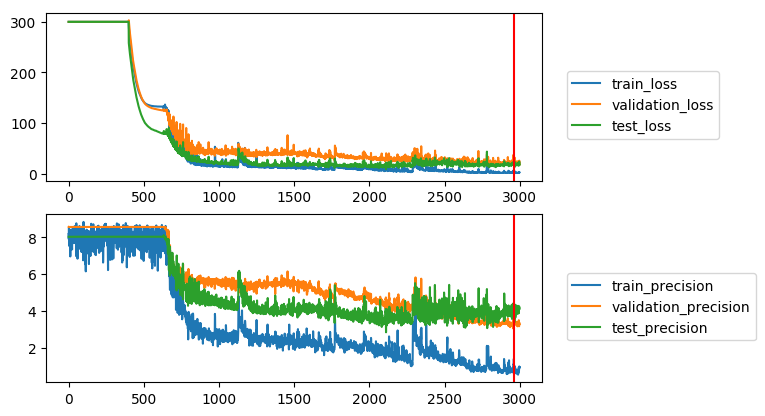 300
200
100
0
0 500 1000 1500 2000 2500 3000
train_loss
validation_loss
test_loss
8
6
4
2
0 500 1000 1500 2000 2500 3000
train_precision
validation_precision
test_precision